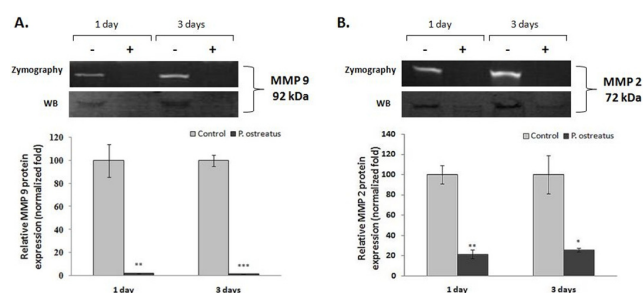 A.
1 day 3 days
- + - +
Zymography
WB
MMP 9
92 kDa
Relative MMP 9 protein
expression (normalized fold)
120
100
80
60
40
20
0
Control P. ostreatus
**
***
1 day 3 days
B.
1 day 3 days
- + - +
Zymography
WB
MMP 2
72 kDa
Relative MMP 2 protein
expression (normalized fold)
140
120
100
80
60
40
20
0
Control P. ostreatus
**
*
1 day 3 days